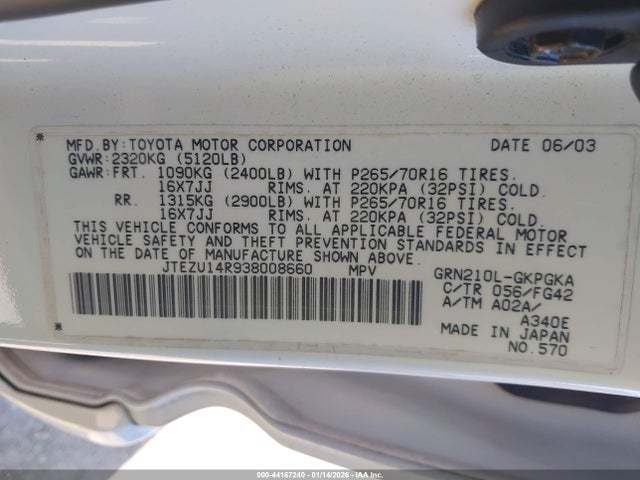 MFD.BY:TOYOTA MOTOR CORPORATION DATE 06/03
GVWR:2320KG (5120LB)
GAWR:FRT. 1090KG (2400LB) WITH P265/70R16 TIRES.
16X7JJ RIMS. AT 220KPA (32PSI) COLD.
RR. 1315KG (2900LB) WITH P265/70R16 TIRES.
16X7JJ RIMS. AT 220KPA (32PSI) COLD.
THIS VEHICLE CONFORMS TO ALL APPLICABLE FEDERAL MOTOR
VEHICLE SAFETY AND THEFT PREVENTION STANDARDS IN EFFECT
ON THE DATE OF MANUFACTURE SHOWN ABOVE.
JTEZU14R938008660 MPV GRN210L-GKPGKA
C/TR 056/FG42
A/TM A02A/
A340E
MADE IN JAPAN
NO.570
000-44167240 - 01/14/2026 - IAA INC.